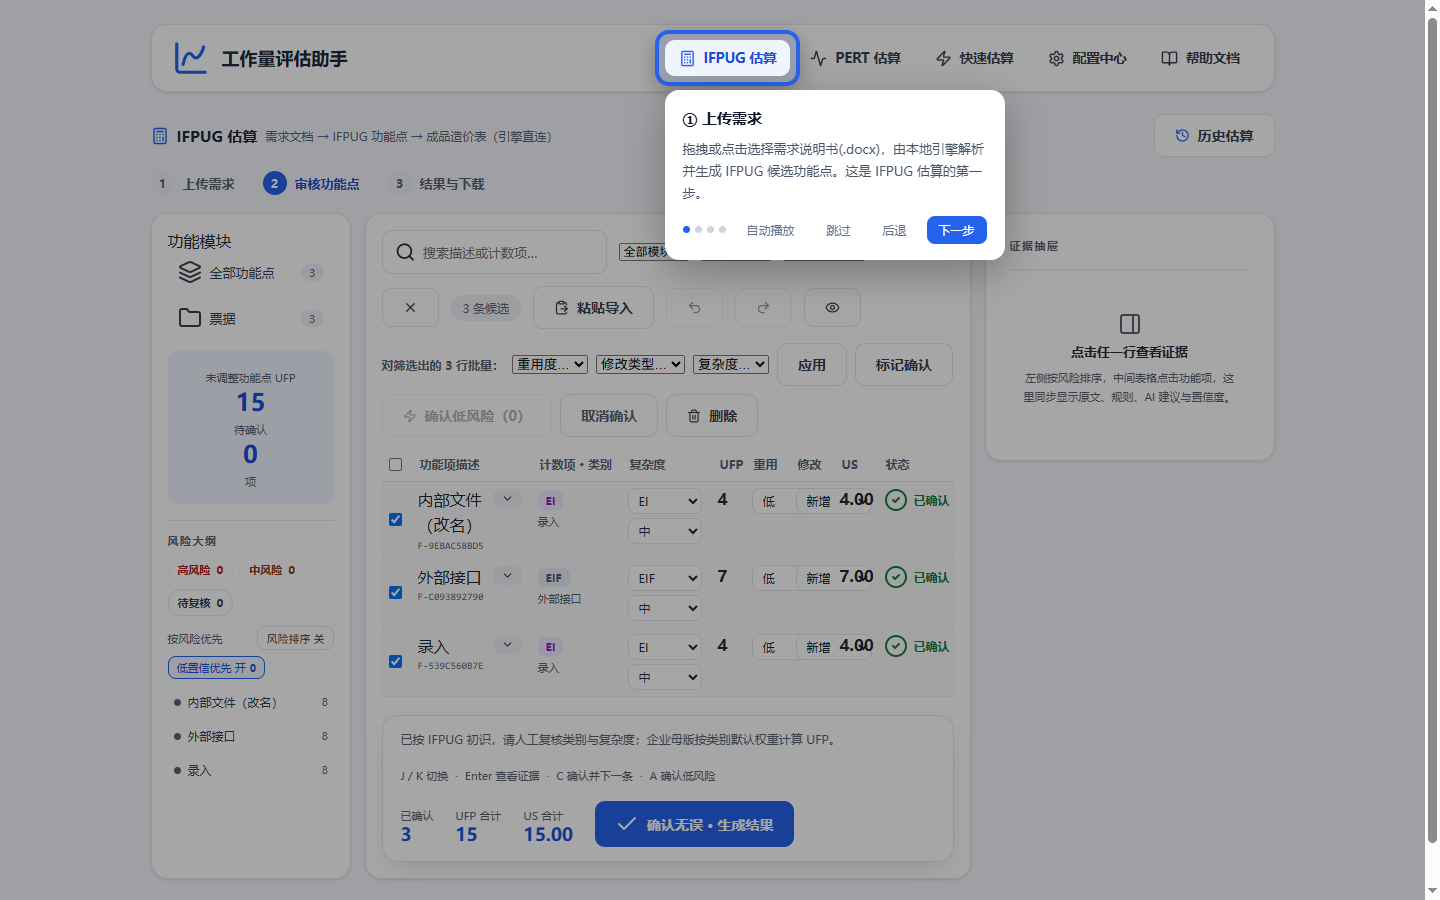 工作量评估助手
IFPUG 估算
PERT 估算
快速估算
配置中心
帮助文档
IFPUG 估算 需求文档 → IFPUG 功能点 → 成品造价表（引擎直连）
历史估算
1 上传需求
2 审核功能点
3 结果与下载
① 上传需求
拖拽或点击选择需求说明书(.docx)，由本地引擎解析
并生成 IFPUG 候选功能点。这是 IFPUG 估算的第一
步。
自动播放 跳过 后退 下一步
功能模块
全部功能点 3
票据 3
未调整功能点 UFP
15
待确认
0
项
风险大纲
高风险 0 中风险 0
待复核 0
按风险优先 风险排序 关
低置信优先 开 0
内部文件（改名） 8
外部接口 8
录入 8
搜索描述或计数项...
全部模块
3 条候选
粘贴导入
对筛选出的 3 行批量：
重用度... 修改类型... 复杂度...
应用
标记确认
确认低风险（0）
取消确认
删除
功能项描述 计数项・类别 复杂度 UFP 重用 修改 US 状态
内部文件
（改名）
F-9EBAC58BD5
EI
录入
EI
中
4 低 新增 4.00 已确认
外部接口
F-C093892790
EIF
外部接口
EIF
中
7 低 新增 7.00 已确认
录入
F-539C560B7E
EI
录入
EI
中
4 低 新增 4.00 已确认
已按 IFPUG 初识，请人工复核类别与复杂度；企业母版按类别默认权重计算 UFP。
J / K 切换 · Enter 查看证据 · C 确认并下一条 · A 确认低风险
已确认 UFP 合计 US 合计
3 15 15.00
确认无误・生成结果
证据抽屉
点击任一行查看证据
左侧按风险排序，中间表格点击功能项，这
里同步显示原文、规则、AI 建议与置信度。